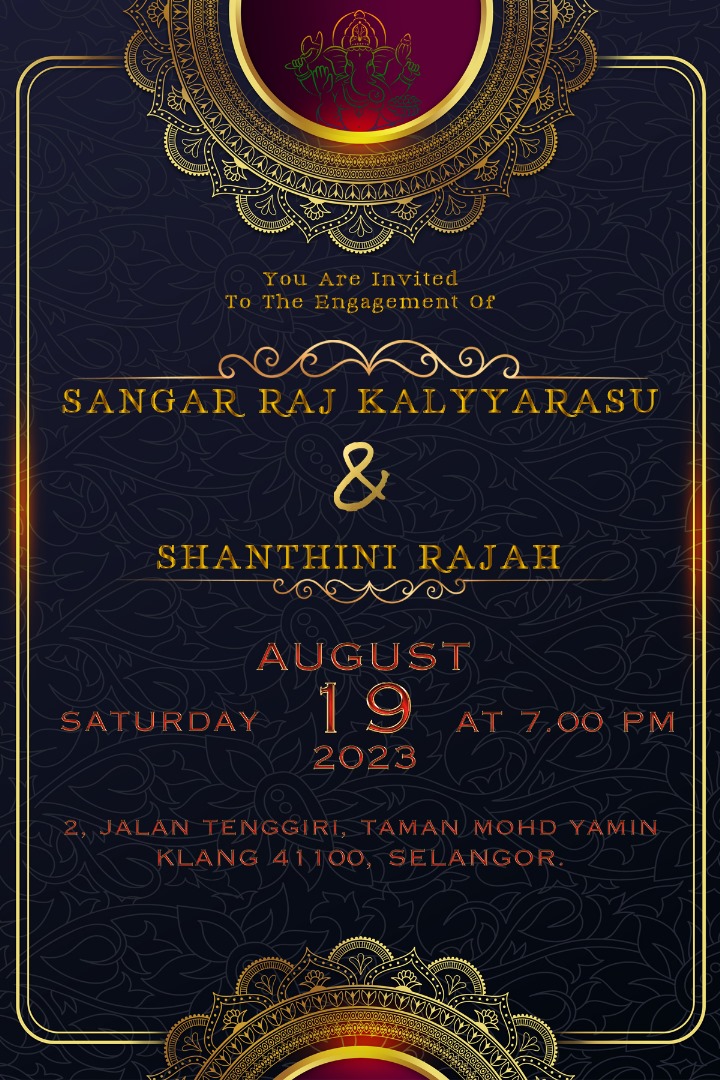 You Are Invited
To The Engagement Of
SANGAR RAJ KALYYARASU
&
SHANTHINI RAJAH
AUGUST
SATURDAY 19 AT 7.00 PM
2023
2, JALAN TENGGIRI, TAMAN MOHD YAMIN
KLANG 41100, SELANGOR.